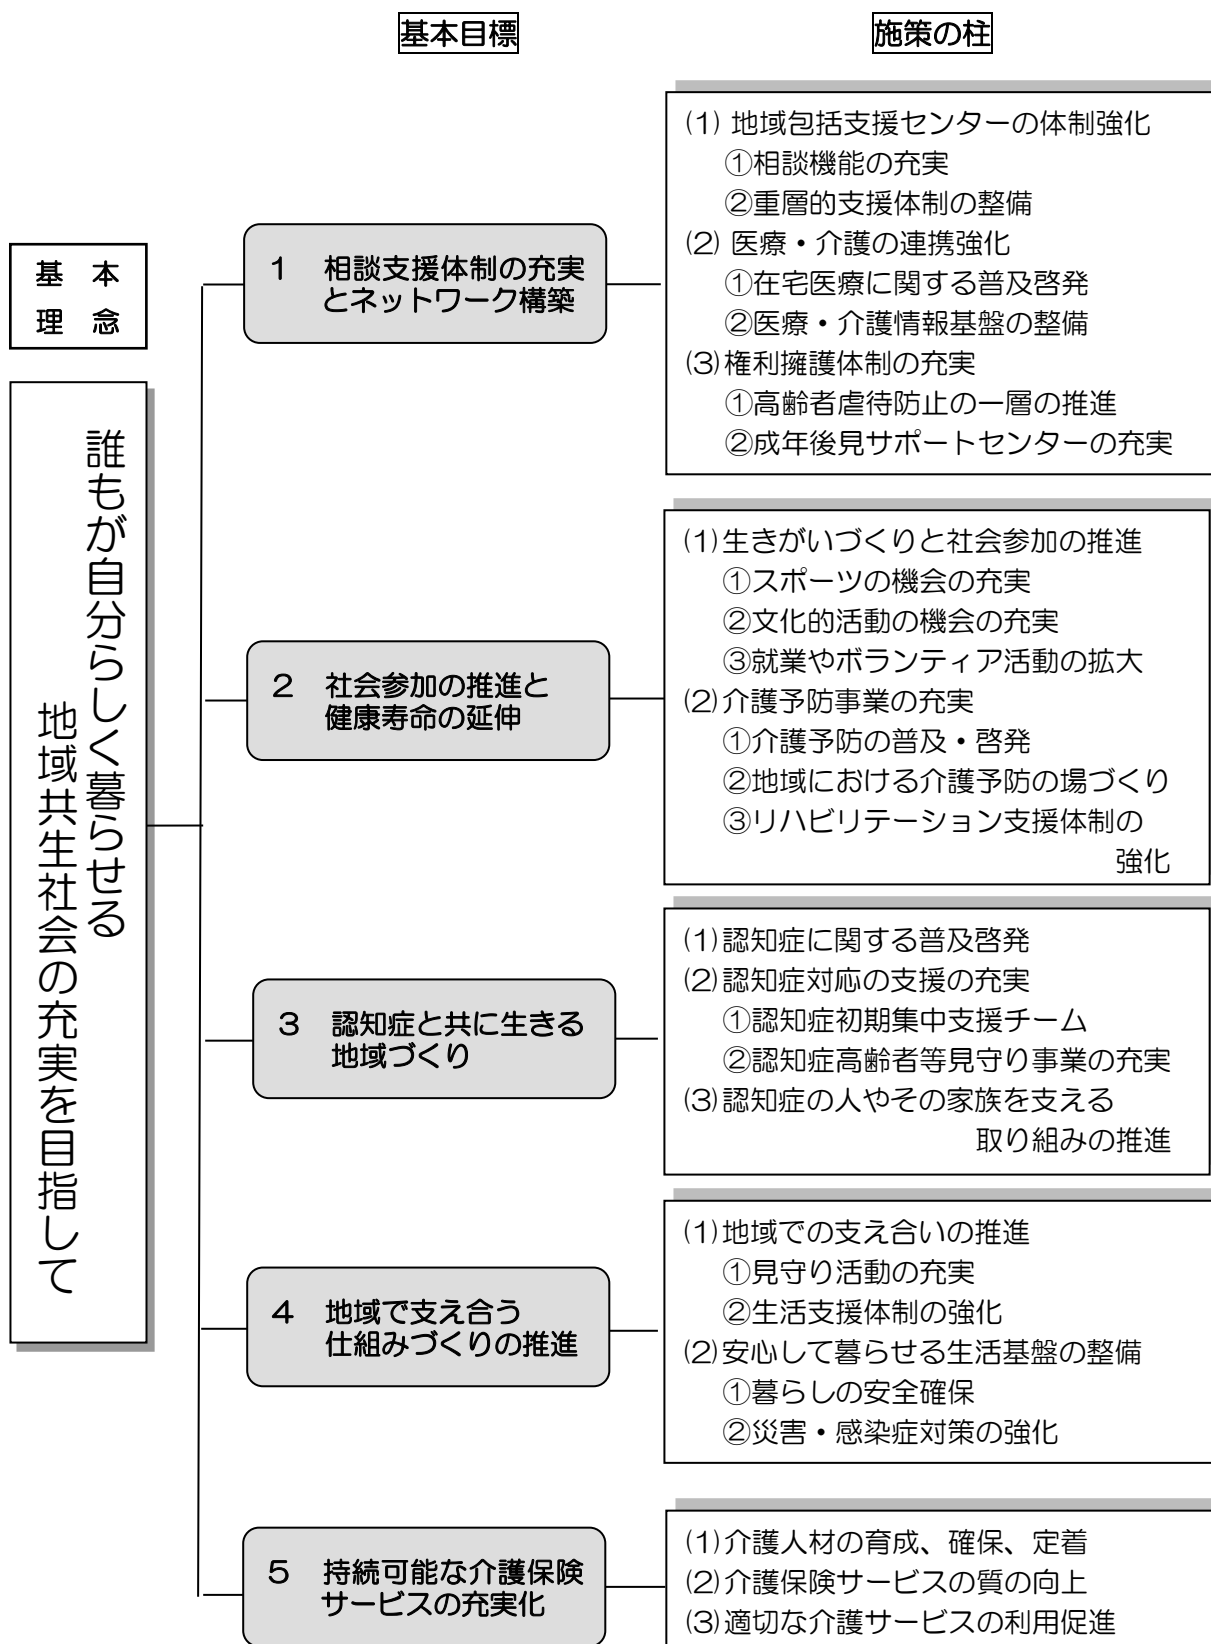 基本目標
施策の柱
基　本
理　念
誰もが自分らしく暮らせる
地域共生社会の充実を目指して
1　相談支援体制の充実
とネットワーク構築
(1) 地域包括支援センターの体制強化
①相談機能の充実
②重層的支援体制の整備
(2) 医療・介護の連携強化
①在宅医療に関する普及啓発
②医療・介護情報基盤の整備
(3)権利擁護体制の充実
①高齢者虐待防止の一層の推進
②成年後見サポートセンターの充実
2　社会参加の推進と
健康寿命の延伸
(1)生きがいづくりと社会参加の推進
①スポーツの機会の充実
②文化的活動の機会の充実
③就業やボランティア活動の拡大
(2)介護予防事業の充実
①介護予防の普及・啓発
②地域における介護予防の場づくり
③リハビリテーション支援体制の
強化
3　認知症と共に生きる
地域づくり
(1)認知症に関する普及啓発
(2)認知症対応の支援の充実
①認知症初期集中支援チーム
②認知症高齢者等見守り事業の充実
(3)認知症の人やその家族を支える
取り組みの推進
4　地域で支え合う
仕組みづくりの推進
(1)地域での支え合いの推進
①見守り活動の充実
②生活支援体制の強化
(2)安心して暮らせる生活基盤の整備
①暮らしの安全確保
②災害・感染症対策の強化
5　持続可能な介護保険
サービスの充実化
(1)介護人材の育成、確保、定着
(2)介護保険サービスの質の向上
(3)適切な介護サービスの利用促進